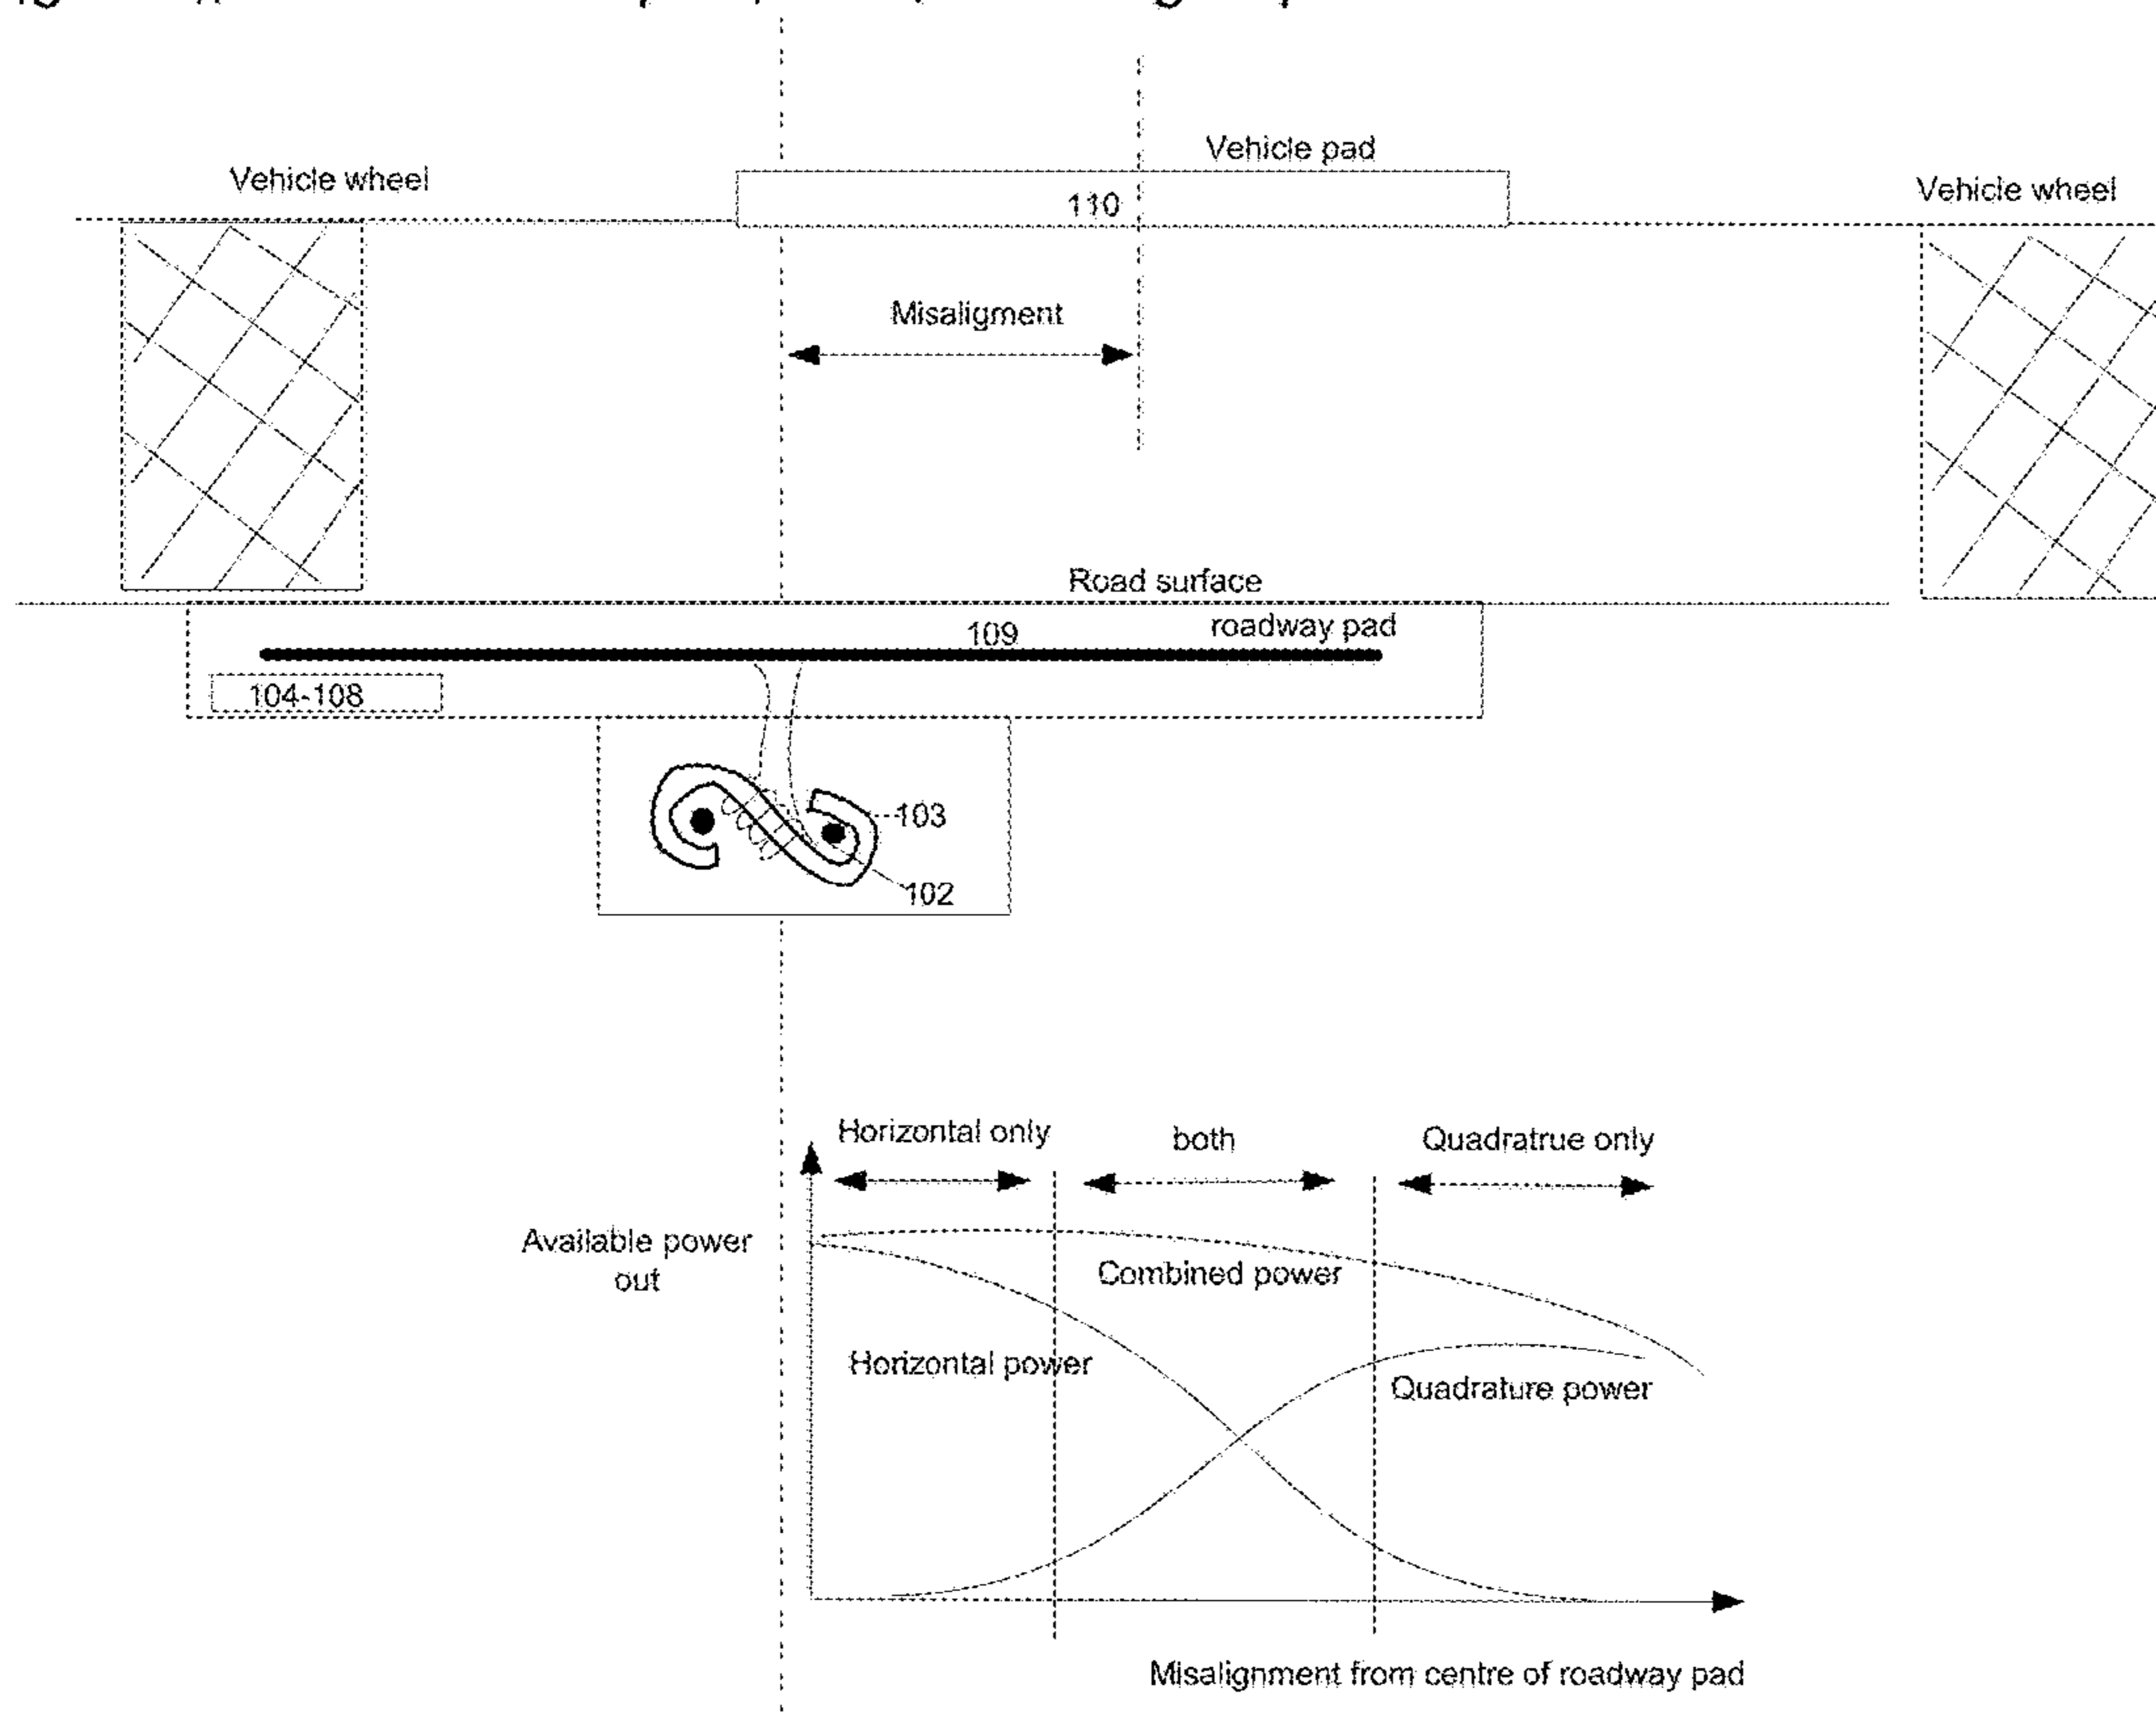 Vehicle pad
Vehicle wheel
Vehicle wheel
110
Misaligment
Road surface
109
roadway pad
104-108
103
102
Horizontal only
both
Quadratrue only
Available power
out
Combined power
Horizontal power
Quadrature power
Misalignment from centre of roadway pad